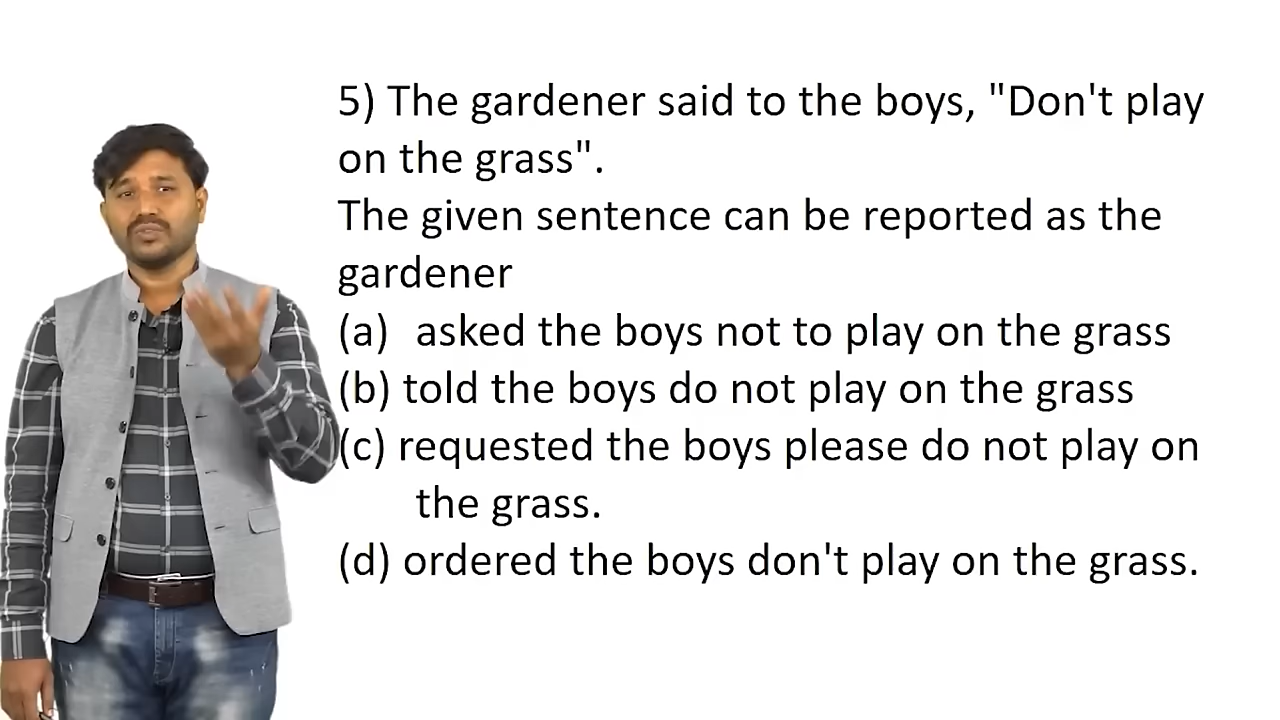 5) The gardener said to the boys, "Don't play
on the grass".
The given sentence can be reported as the
gardener
(a) asked the boys not to play on the grass
(b) told the boys do not play on the grass
(c) requested the boys please do not play on
the grass.
(d) ordered the boys don't play on the grass.